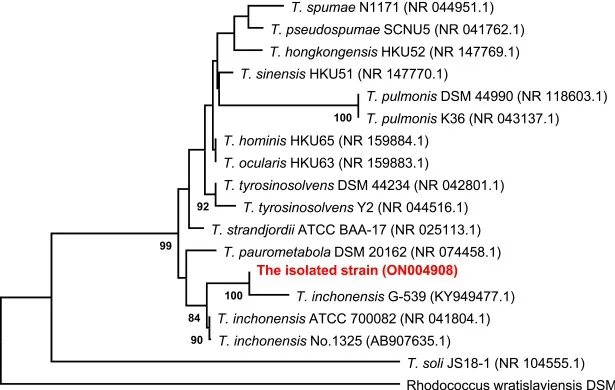 T. spumae N1171 (NR 044951.1)
T. pseudospumae SCNU5 (NR 041762.1)
T. hongkongensis HKU52 (NR 147769.1)
T. sinensis HKU51 (NR 147770.1)
T. pulmonis DSM 44990 (NR 118603.1)
100
T. pulmonis K36 (NR 043137.1)
T. hominis HKU65 (NR 159884.1)
T. ocularis HKU63 (NR 159883.1)
T. tyrosinosolvens DSM 44234 (NR 042801.1)
92
T. tyrosinosolvens Y2 (NR 044516.1)
T. strandjordii ATCC BAA-17 (NR 025113.1)
99
T. paurometabola DSM 20162 (NR 074458.1)
The isolated strain (ON004908)
100
T. inchonensis G-539 (KY949477.1)
84
T. inchonensis ATCC 700082 (NR 041804.1)
90
T. inchonensis No.1325 (AB907635.1)
T. soli JS18-1 (NR 104555.1)
Rhodococcus wratislaviensis DSM